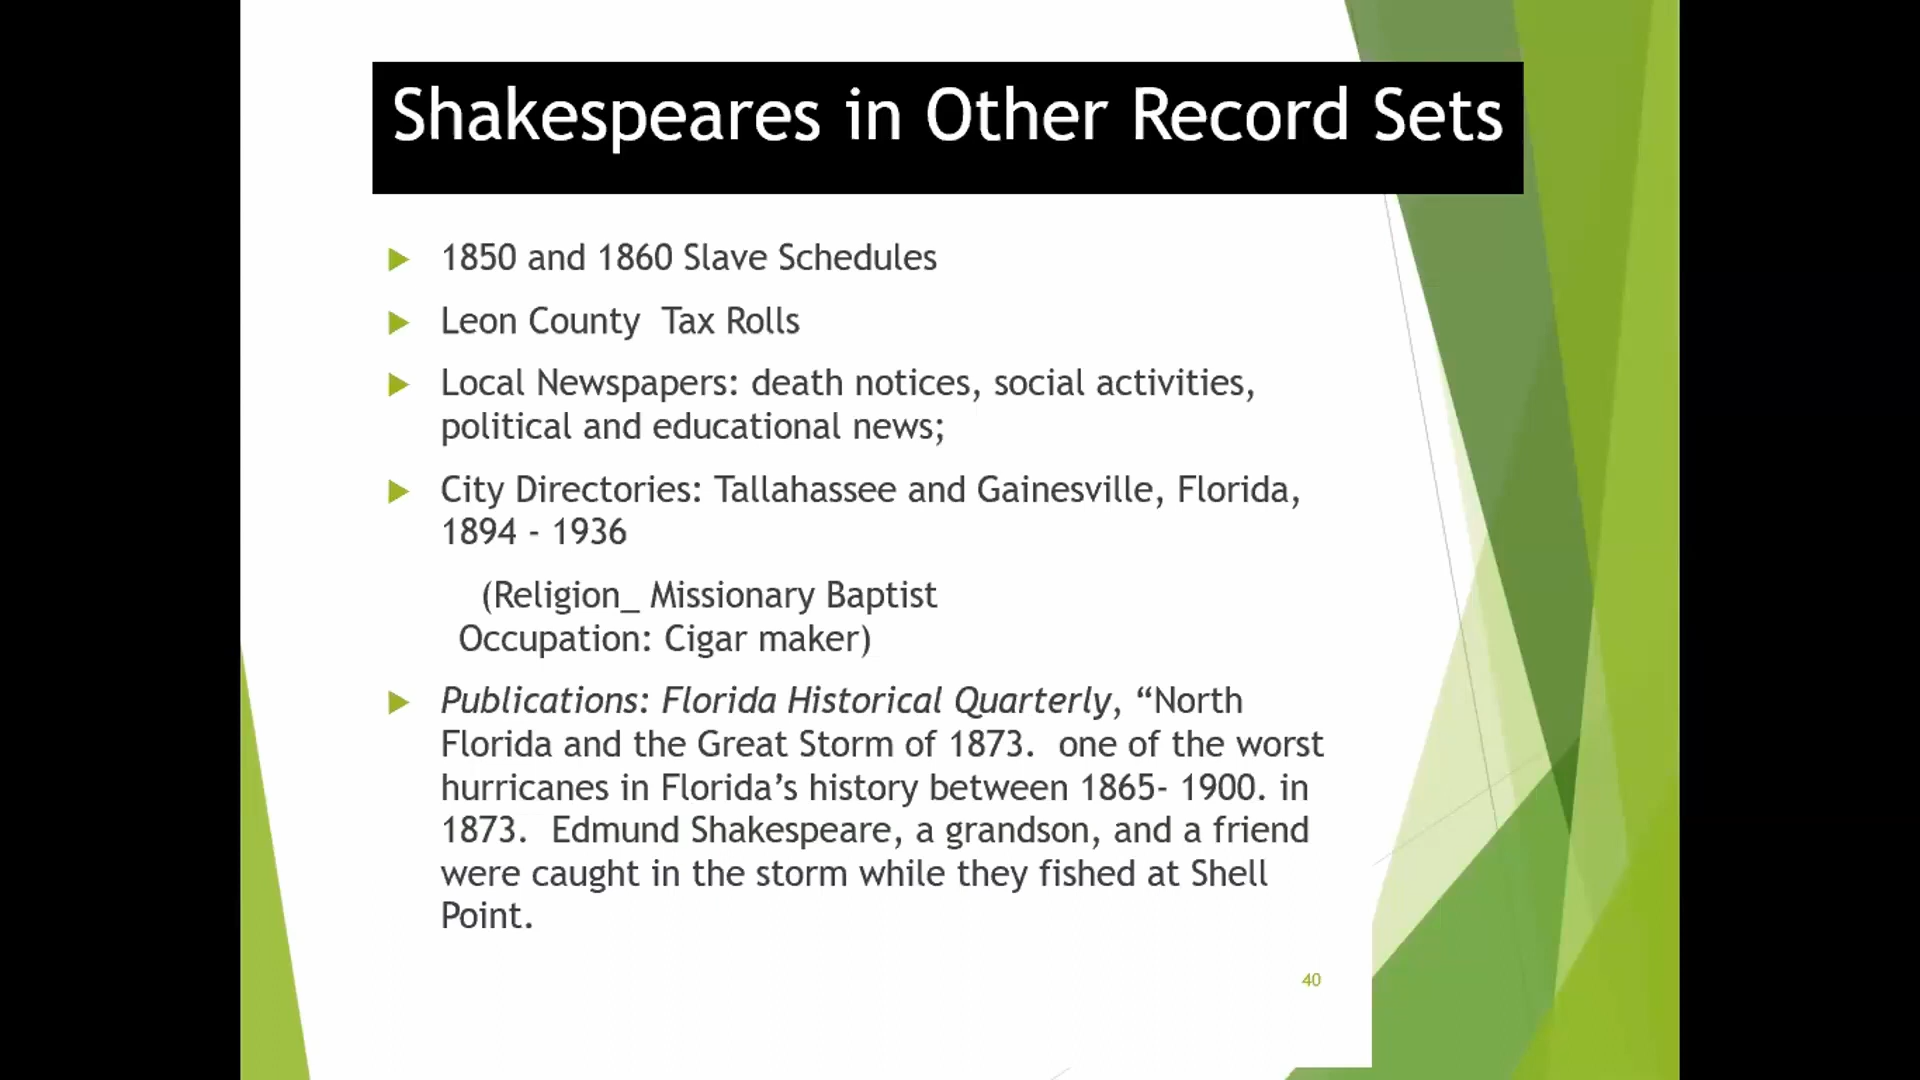 Shakespeares in Other Record Sets
1850 and 1860 Slave Schedules
Leon County  Tax Rolls
Local Newspapers: death notices, social activities,
political and educational news;
City Directories: Tallahassee and Gainesville, Florida,
1894 - 1936
(Religion_ Missionary Baptist
Occupation: Cigar maker)
Publications: Florida Historical Quarterly, “North
Florida and the Great Storm of 1873.  one of the worst
hurricanes in Florida’s history between 1865- 1900. in
1873.  Edmund Shakespeare, a grandson, and a friend
were caught in the storm while they fished at Shell
Point.
40